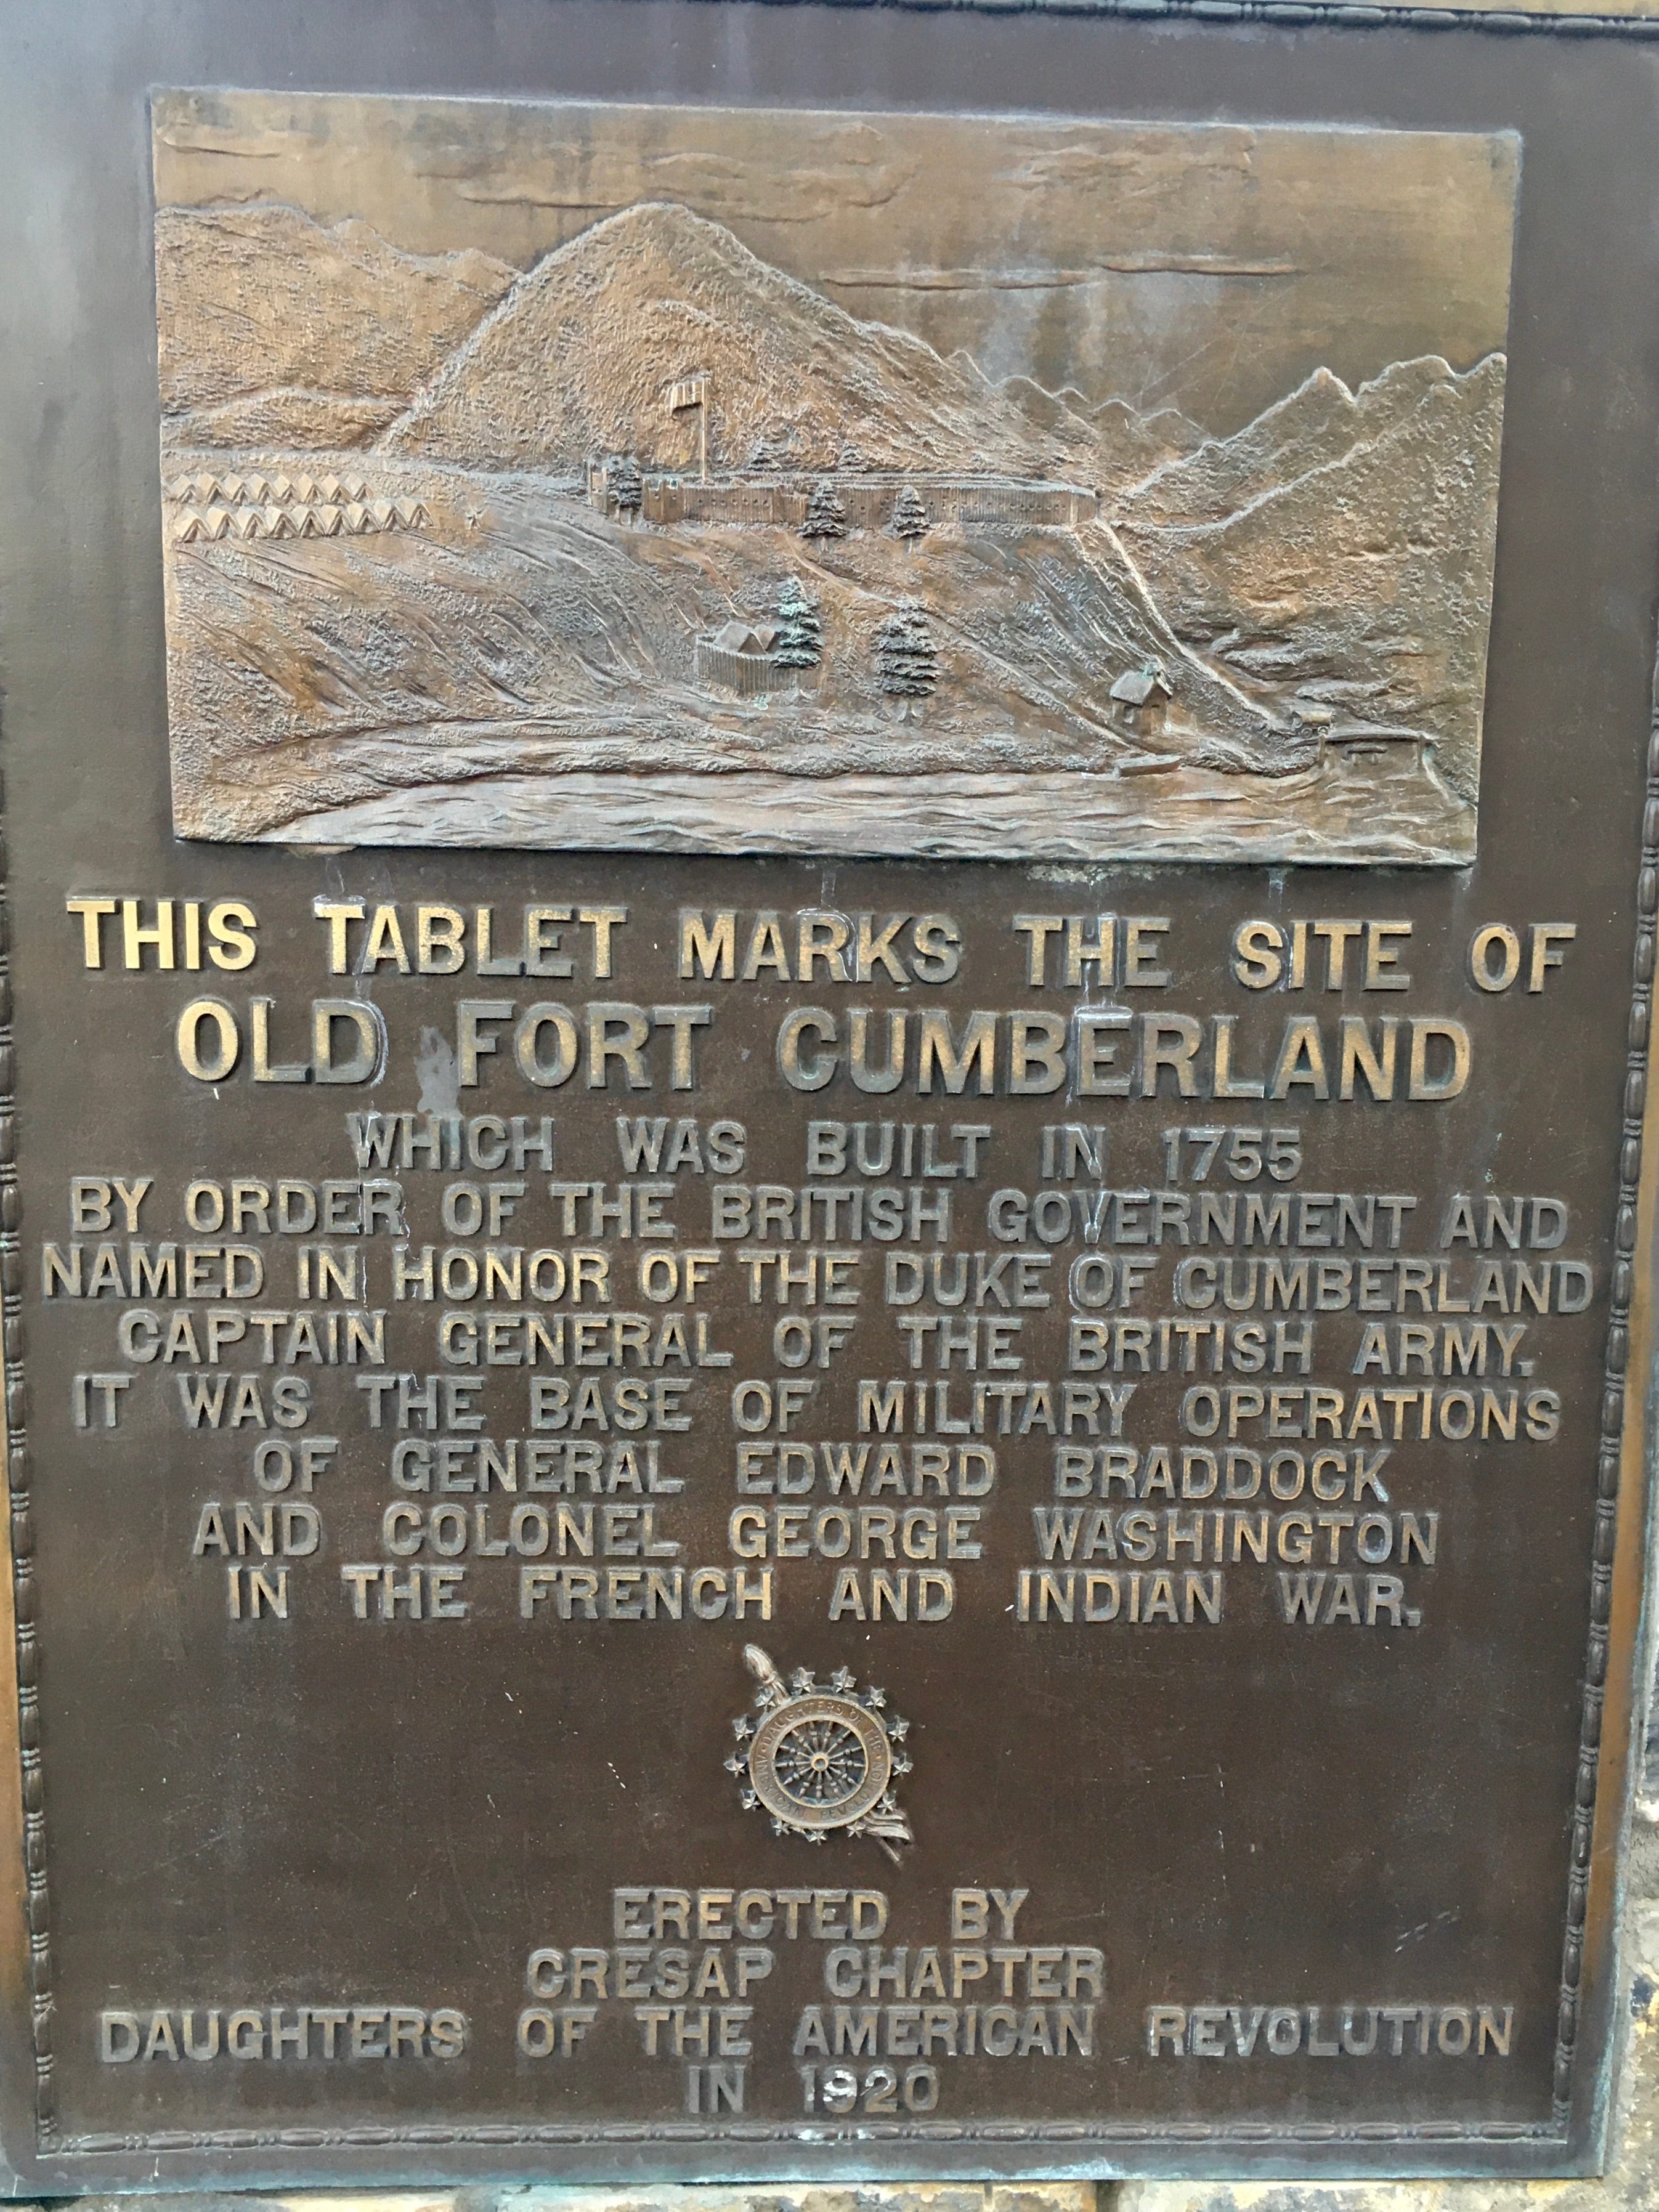 THIS TABLET MARKS THE SITE OF
OLD FORT CUMBERLAND
WHICH WAS BUILT IN 1755
BY ORDER OF THE BRITISH GOVERNMENT AND
NAMED IN HONOR OF THE DUKE OF CUMBERLAND
CAPTAIN GENERAL OF THE BRITISH ARMY.
IT WAS THE BASE OF MILITARY OPERATIONS
OF GENERAL EDWARD BRADDOCK
AND COLONEL GEORGE WASHINGTON
IN THE FRENCH AND INDIAN WAR.
DAUGHTERS OF THE
ERECTED BY
CRESAP CHAPTER
DAUGHTERS OF THE AMERICAN REVOLUTION
IN 1920